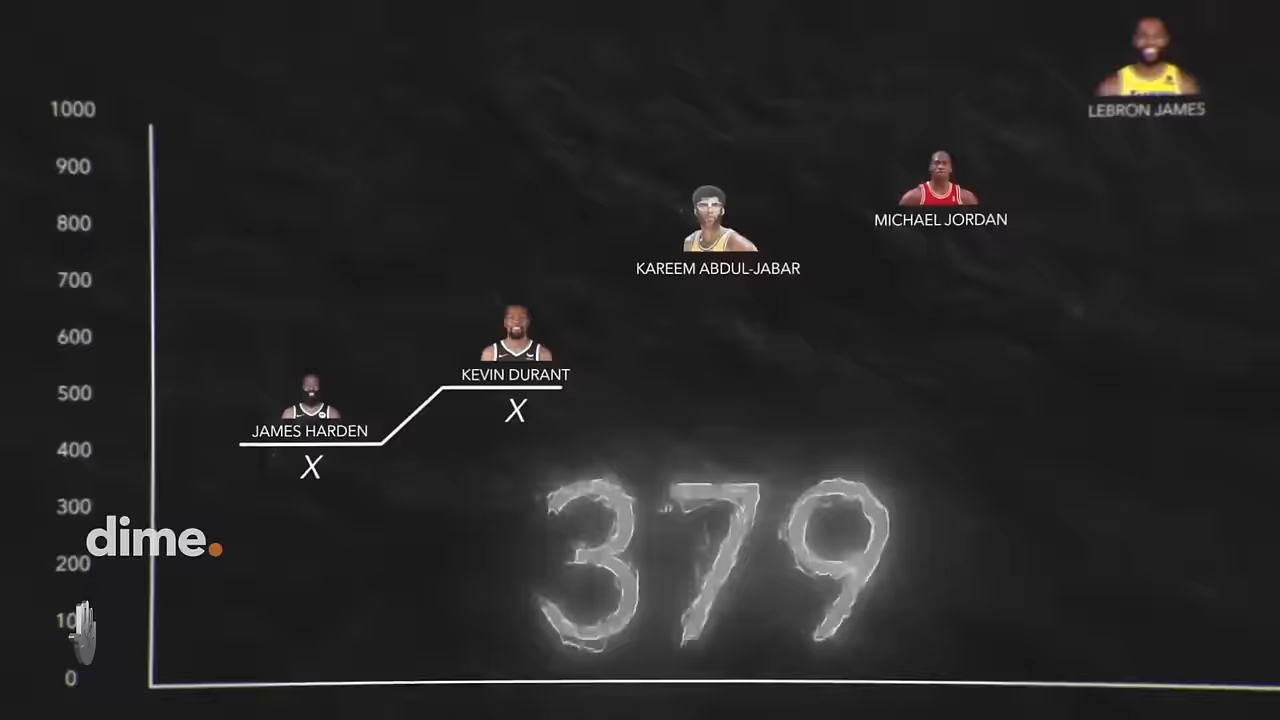 1000
900
800
700
600
500
400
300
200
0
LEBRON JAMES
MICHAEL JORDAN
KAREEM ABDUL-JABAR
KEVIN DURANT
X
JAMES HARDEN
X
379
dime.